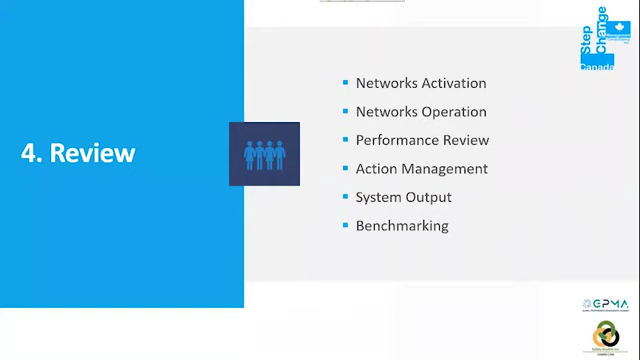 Step
Change
Canada
4. Review
Networks Activation
Networks Operation
Performance Review
Action Management
System Output
Benchmarking
GPMA